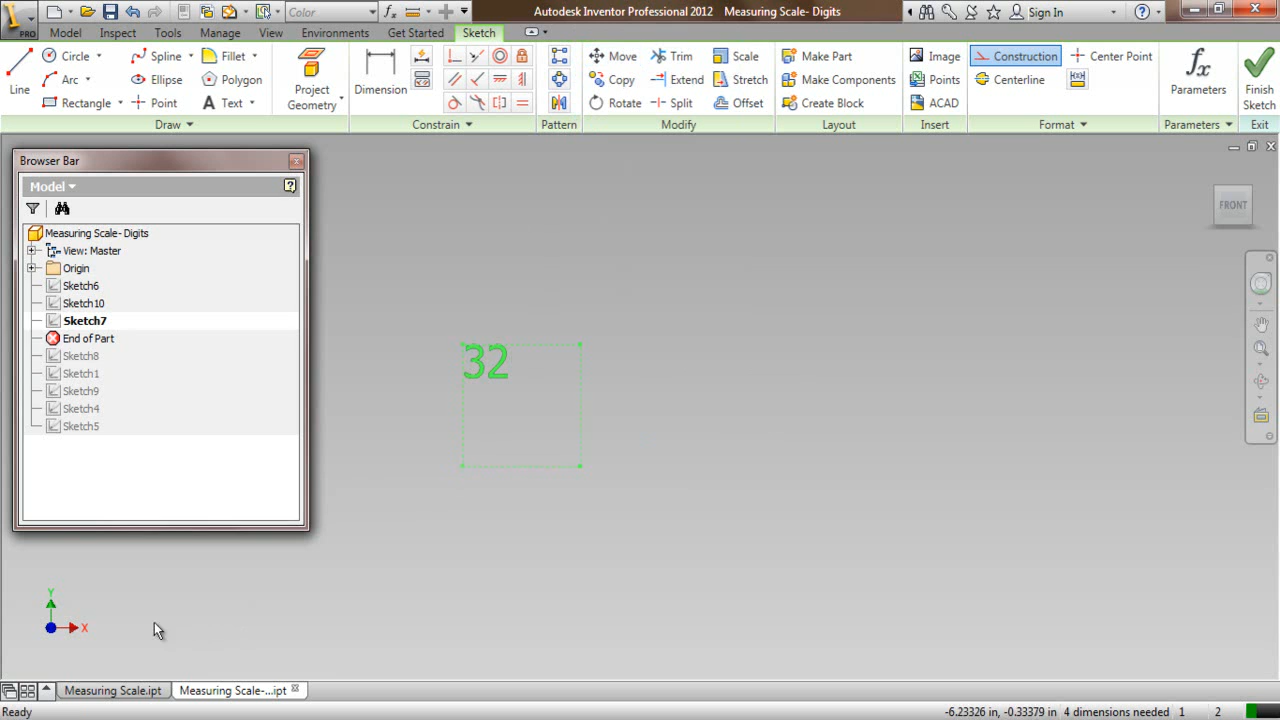 Color
Autodesk Inventor Professional 2012 Measuring Scale- Digits
Sign In
PRO
Model Inspect Tools Manage View Environments Get Started Sketch
Line
Circle
Arc
Rectangle
Spline
Ellipse
Point
Fillet
Polygon
Text
Project
Geometry
Draw
Dimension
Constrain
Pattern
Move
Copy
Rotate
Trim
Extend
Split
Scale
Stretch
Offset
Modify
Make Part
Make Components
Create Block
Layout
Image
Points
ACAD
Insert
Construction
Centerline
Center Point
Format
Parameters
Parameters
Finish
Sketch
Exit
Browser Bar
Model
Measuring Scale- Digits
View: Master
Origin
Sketch6
Sketch10
Sketch7
End of Part
Sketch8
Sketch1
Sketch9
Sketch4
Sketch5
32
FRONT
Y
X
Measuring Scale.ipt
Measuring Scale-...ipt
Ready
-6.23326 in, -0.33379 in 4 dimensions needed 1 2